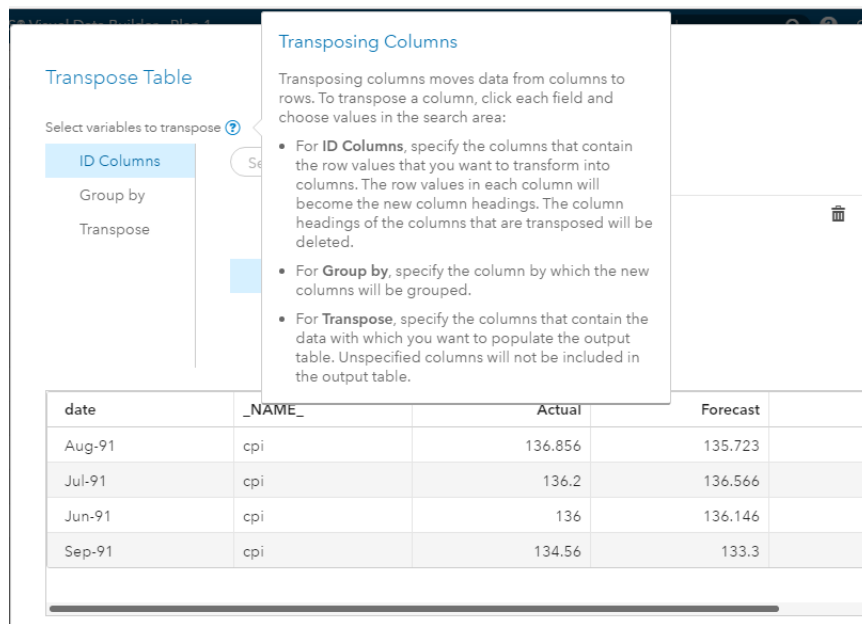 Transposing Columns
Transposing columns moves data from columns to
rows. To transpose a column, click each field and
choose values in the search area:
• For ID Columns, specify the columns that contain
the row values that you want to transform into
columns. The row values in each column will
become the new column headings. The column
headings of the columns that are transposed will be
deleted.
• For Group by, specify the column by which the new
columns will be grouped.
• For Transpose, specify the columns that contain the
data with which you want to populate the output
table. Unspecified columns will not be included in
the output table.
Transpose Table
Select variables to transpose ?
ID Columns
Group by
Transpose
date _NAME_ Actual Forecast
Aug-91 cpi 136.856 135.723
Jul-91 cpi 136.2 136.566
Jun-91 cpi 136 136.146
Sep-91 cpi 134.56 133.3